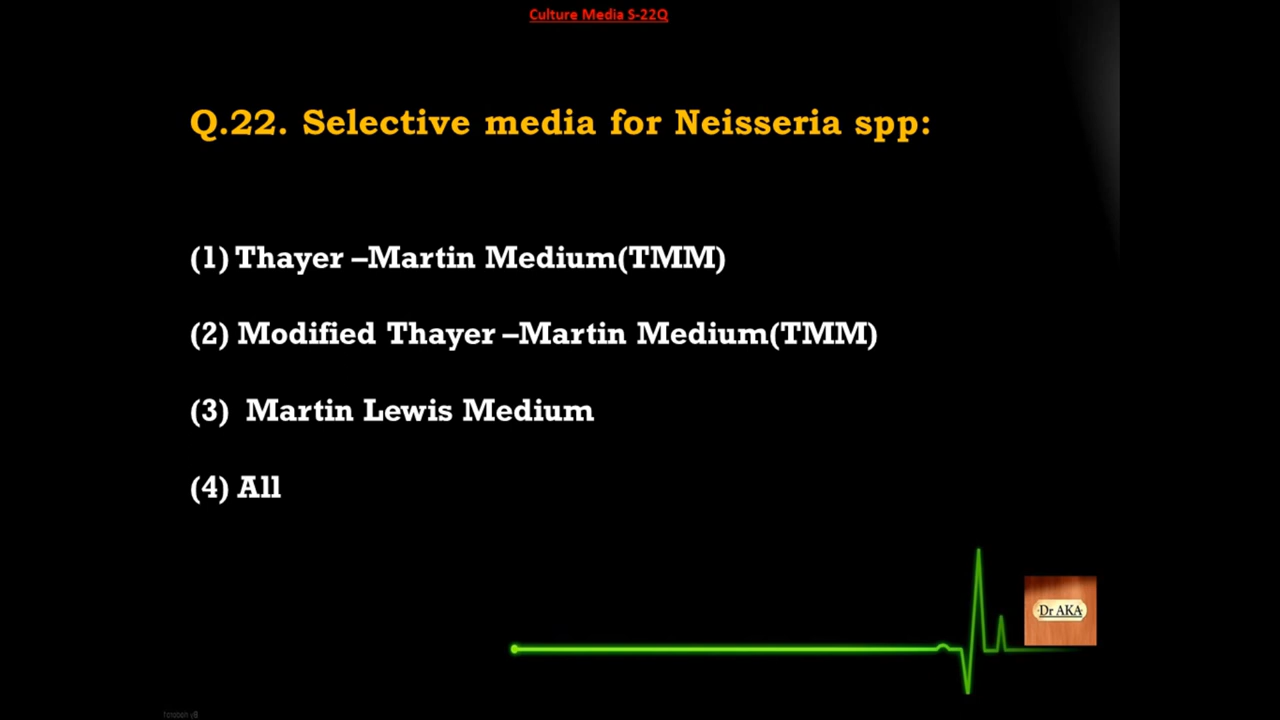 Culture Media S-22Q
Q.22. Selective media for Neisseria spp:
(1) Thayer –Martin Medium(TMM)
(2) Modified Thayer –Martin Medium(TMM)
(3) Martin Lewis Medium
(4) All
Dr AKA